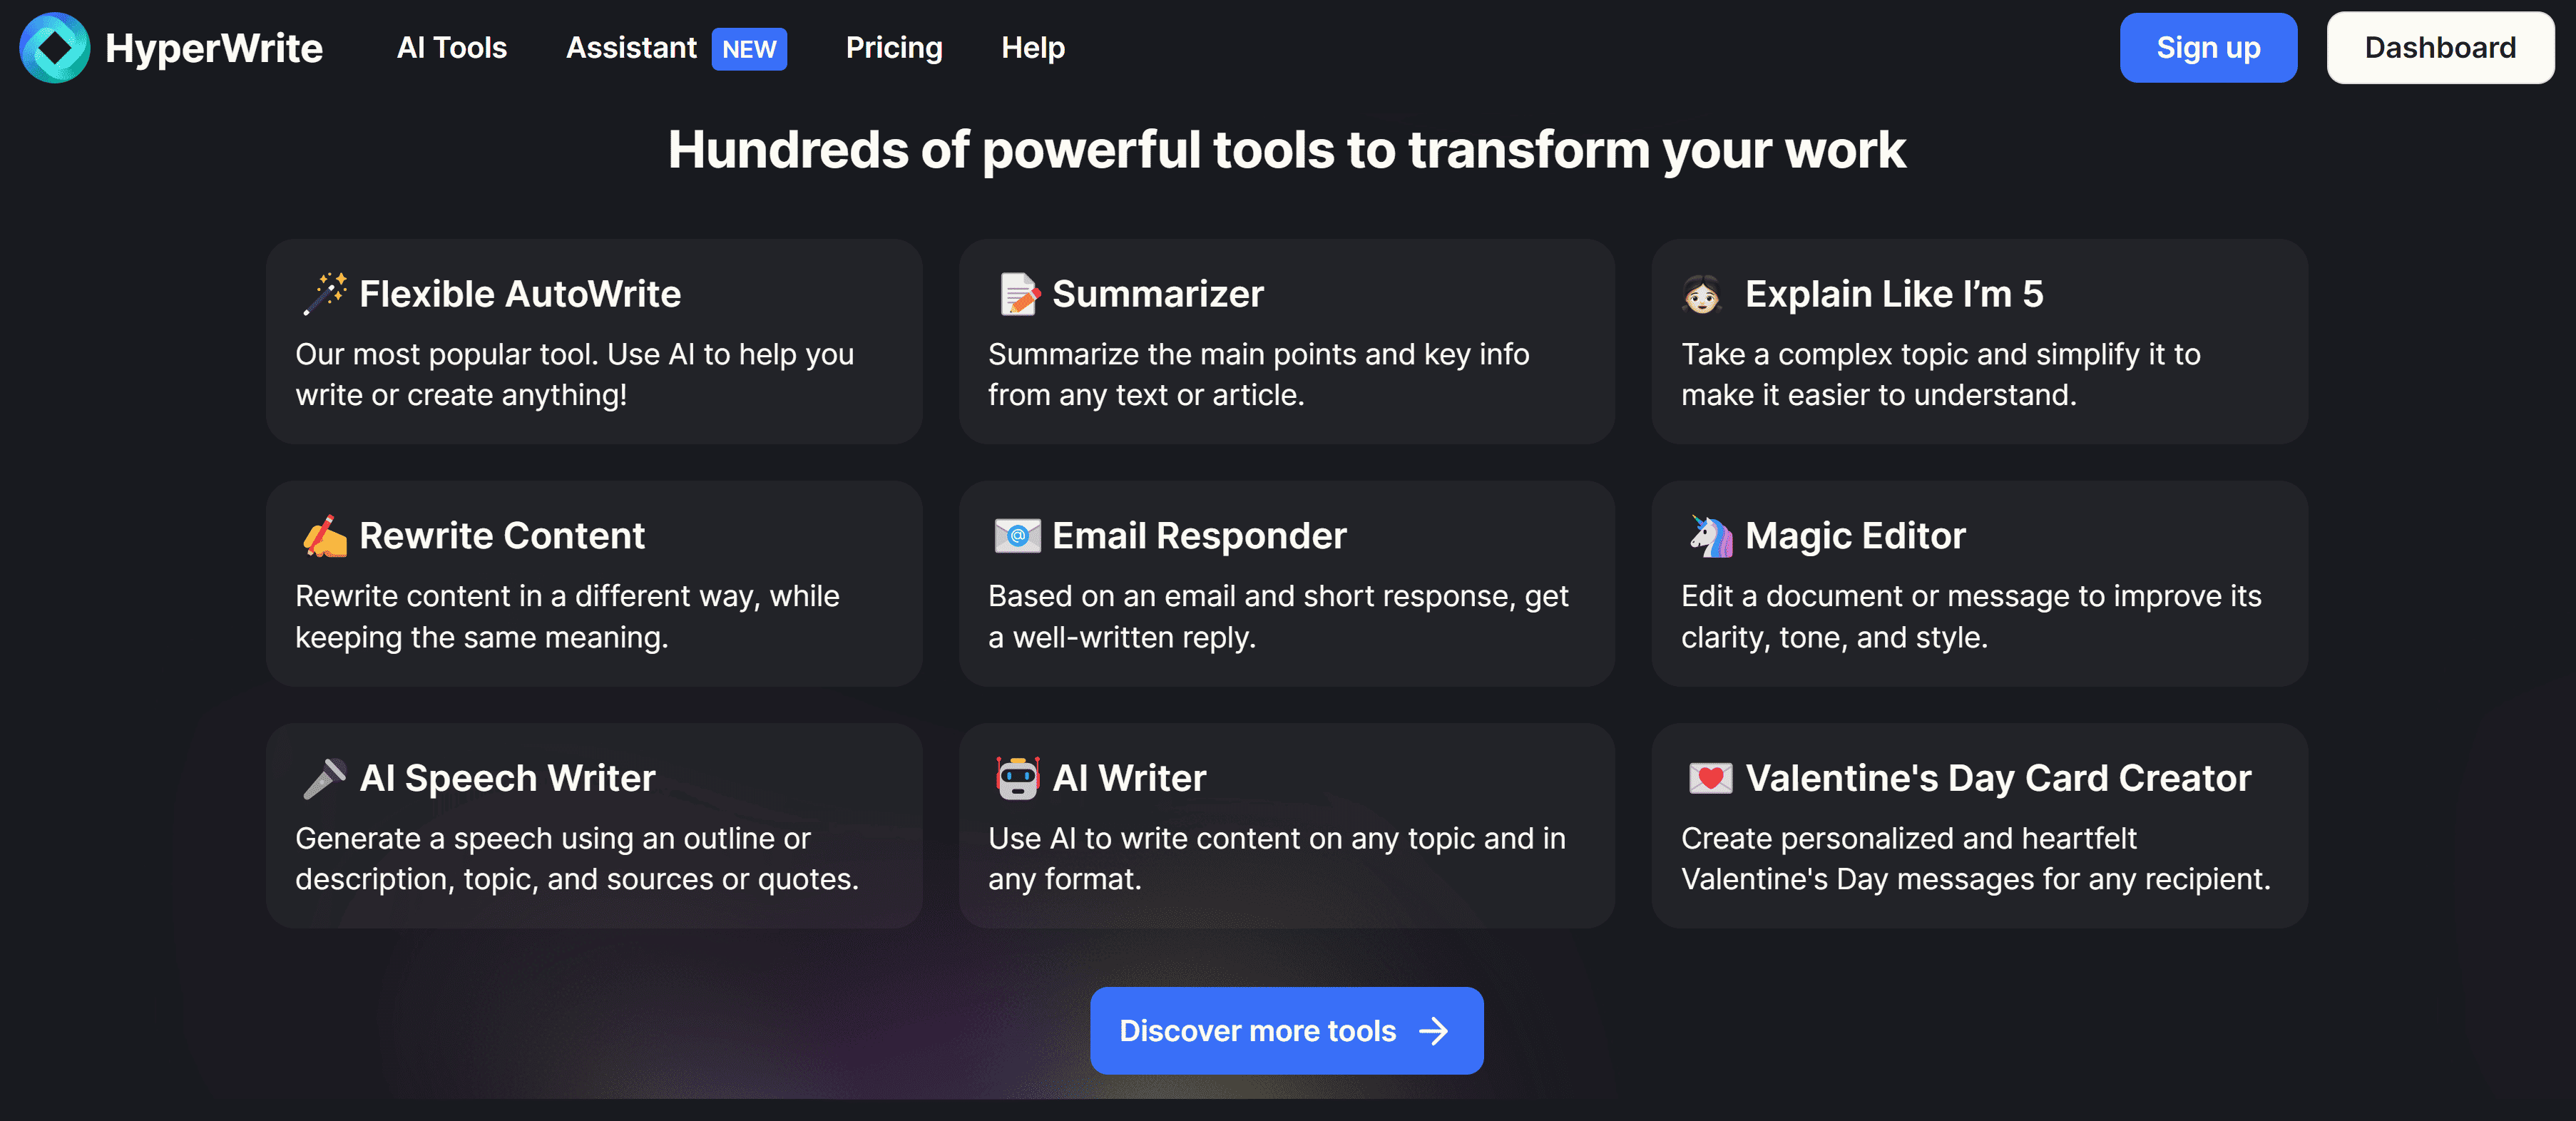 HyperWrite
AI Tools
Assistant NEW
Pricing
Help
Sign up
Dashboard
Hundreds of powerful tools to transform your work
Flexible AutoWrite
Our most popular tool. Use AI to help you
write or create anything!
Summarizer
Summarize the main points and key info
from any text or article.
Explain Like I’m 5
Take a complex topic and simplify it to
make it easier to understand.
Rewrite Content
Rewrite content in a different way, while
keeping the same meaning.
Email Responder
Based on an email and short response, get
a well-written reply.
Magic Editor
Edit a document or message to improve its
clarity, tone, and style.
AI Speech Writer
Generate a speech using an outline or
description, topic, and sources or quotes.
AI Writer
Use AI to write content on any topic and in
any format.
Valentine's Day Card Creator
Create personalized and heartfelt
Valentine's Day messages for any recipient.
Discover more tools